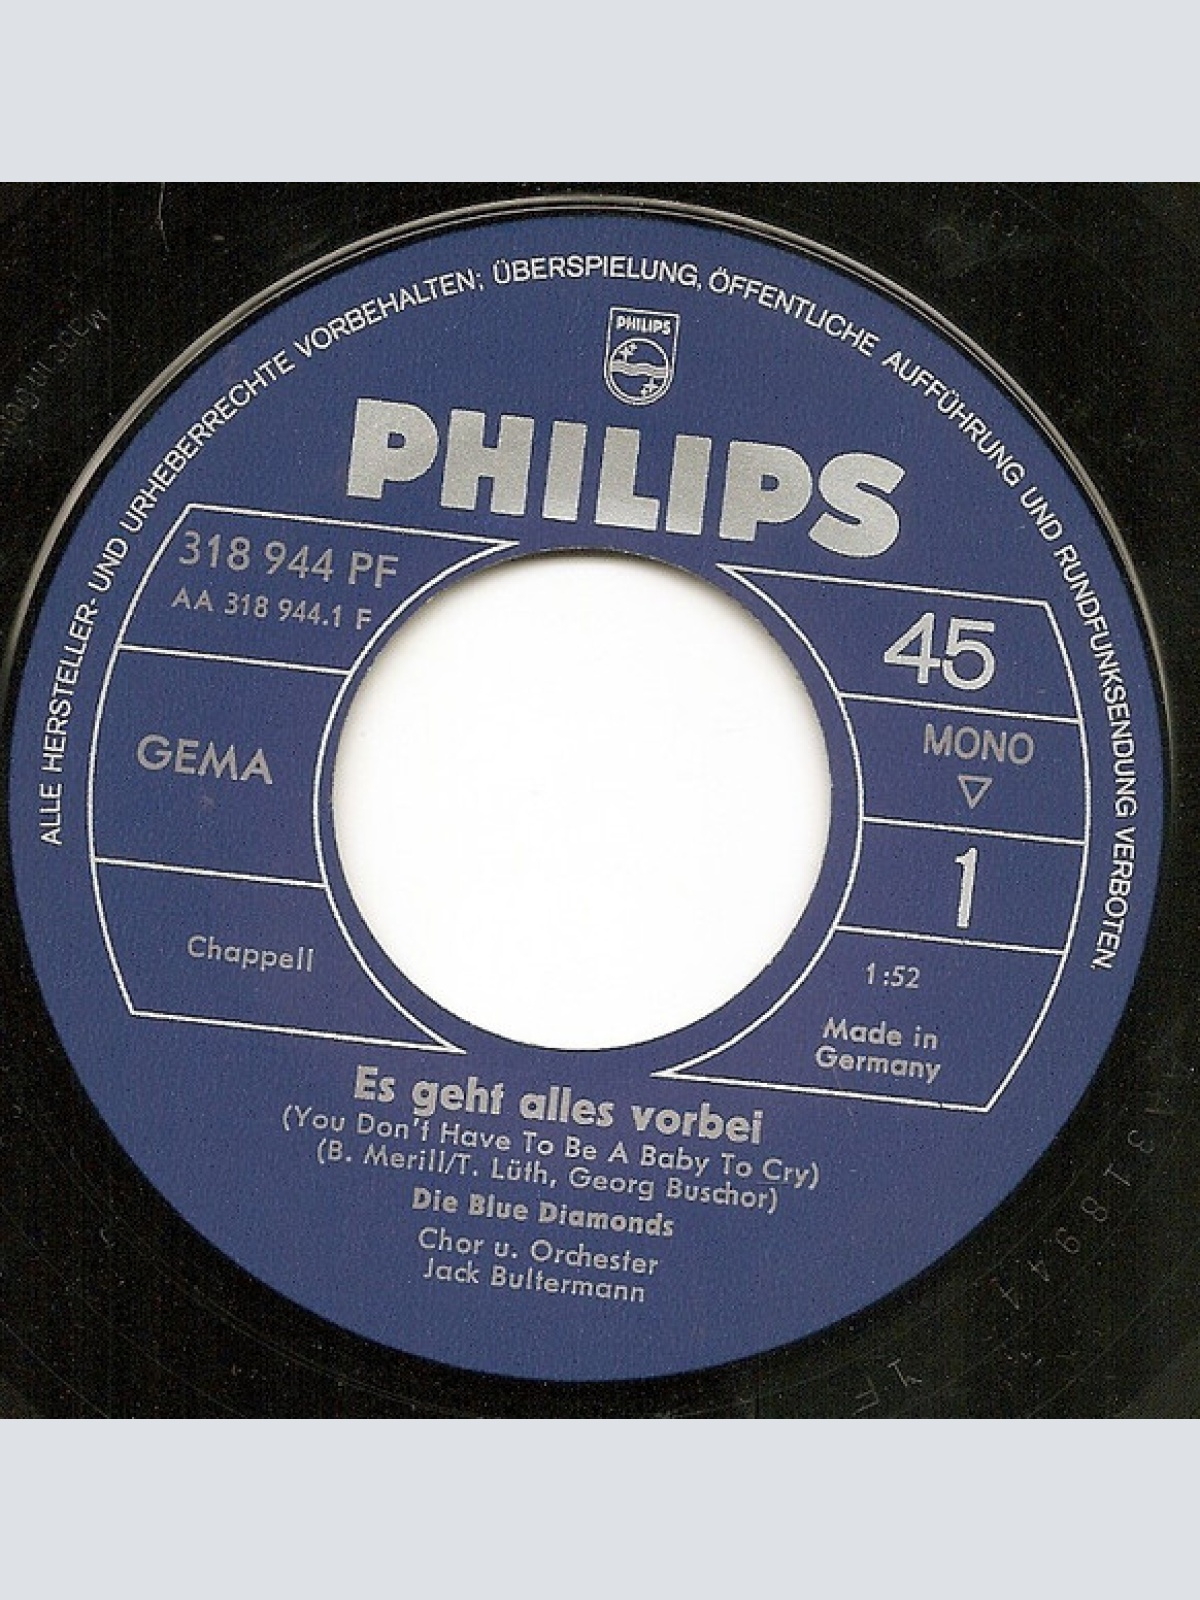 ALLE HERSTELLER- UND URHEBERRECHTE VORBEHALTEN; ÜBERSPIELUNG, ÖFFENTLICHE AUFFÜHRUNG UND RUNDFUNKSENDUNG VERBOTEN.
PHILIPS
PHILIPS
318 944 PF
AA 318 944.1 F
GEMA
Chappell
45
MONO
▽
1
1:52
Made in
Germany
Es geht alles vorbei
(You Don't Have To Be A Baby To Cry)
(B. Merill/T. Lüth, Georg Buschor)
Die Blue Diamonds
Chor u. Orchester
Jack Bultermann